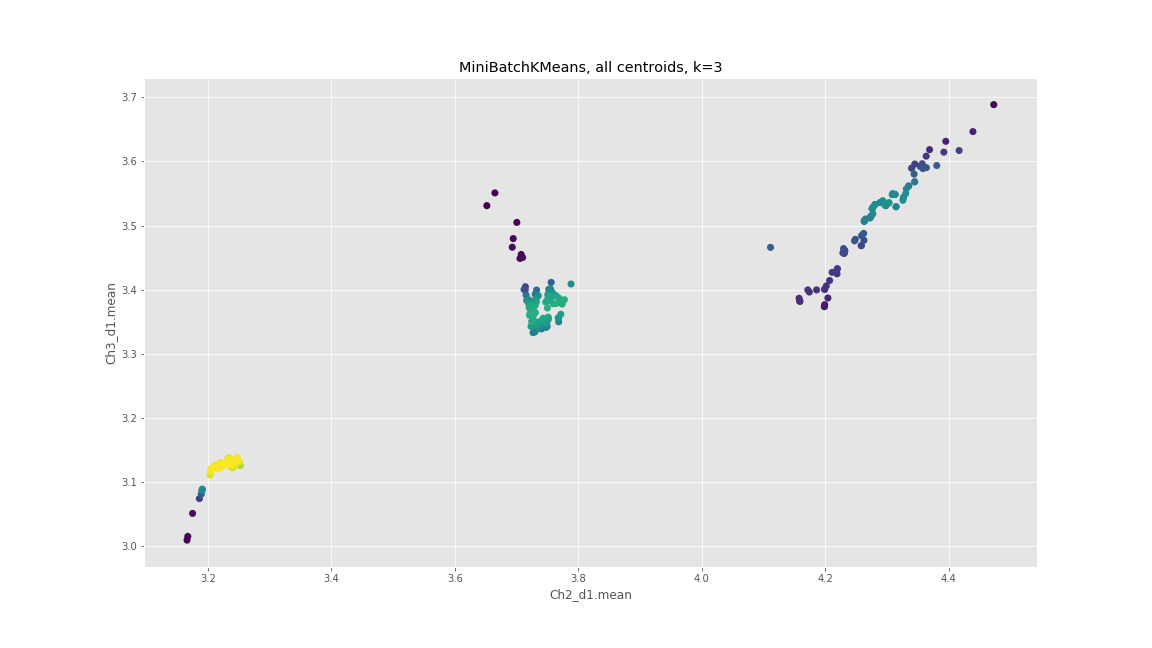 MiniBatchKMeans, all centroids, k=3
3.7
3.6
3.5
3.4
3.3
3.2
3.1
3.0
Ch3_d1.mean
3.2 3.4 3.6 3.8 4.0 4.2 4.4
Ch2_d1.mean